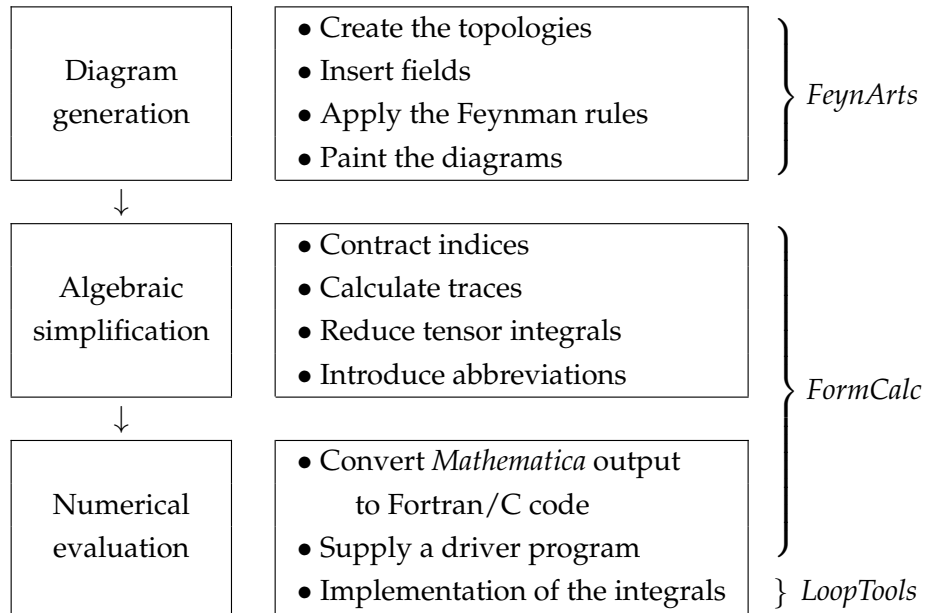 Diagram
generation
• Create the topologies
• Insert fields
• Apply the Feynman rules
• Paint the diagrams
} FeynArts
↓
Algebraic
simplification
• Contract indices
• Calculate traces
• Reduce tensor integrals
• Introduce abbreviations
} FormCalc
↓
Numerical
evaluation
• Convert Mathematica output
to Fortran/C code
• Supply a driver program
• Implementation of the integrals
} LoopTools